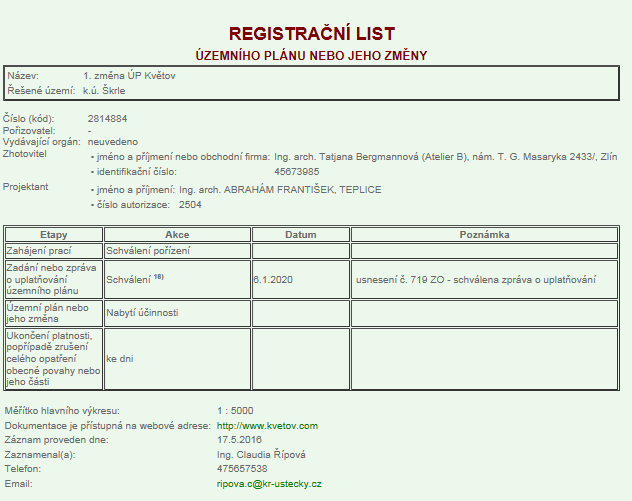 REGISTRAČNÍ LIST
ÚZEMNÍHO PLÁNU NEBO JEHO ZMĚNY
Název: 1. změna ÚP Květov
Řešené území: k.ú. Škrle
Číslo (kód): 2814884
Pořizovatel: -
Vydávající orgán: neuvedeno
Zhotovitel
• jméno a příjmení nebo obchodní firma: Ing. arch. Tatjana Bergmannová (Atelier B), nám. T. G. Masaryka 2433/, Zlín
• identifikační číslo: 45673985
Projektant
• jméno a příjmení: Ing. arch. ABRAHÁM FRANTIŠEK, TEPLICE
• číslo autorizace: 2504
Etapy Akce Datum Poznámka
Zahájení prací Schválení pořízení
Zadání nebo zpráva
o uplatňování
územního plánu
Schválení 16) 6.1.2020 usnesení č. 719 ZO - schválena zpráva o uplatňování
Územní plán nebo
jeho změna
Nabytí účinnosti
Ukončení platnosti,
popřípadě zrušení
celého opatření
obecné povahy nebo
jeho části
ke dni
Měřítko hlavního výkresu: 1 : 5000
Dokumentace je přístupná na webové adrese: http://www.kvetov.com
Záznam proveden dne: 17.5.2016
Zaznamenal(a): Ing. Claudia Řípová
Telefon: 475657538
Email: ripova.c@kr-ustecky.cz